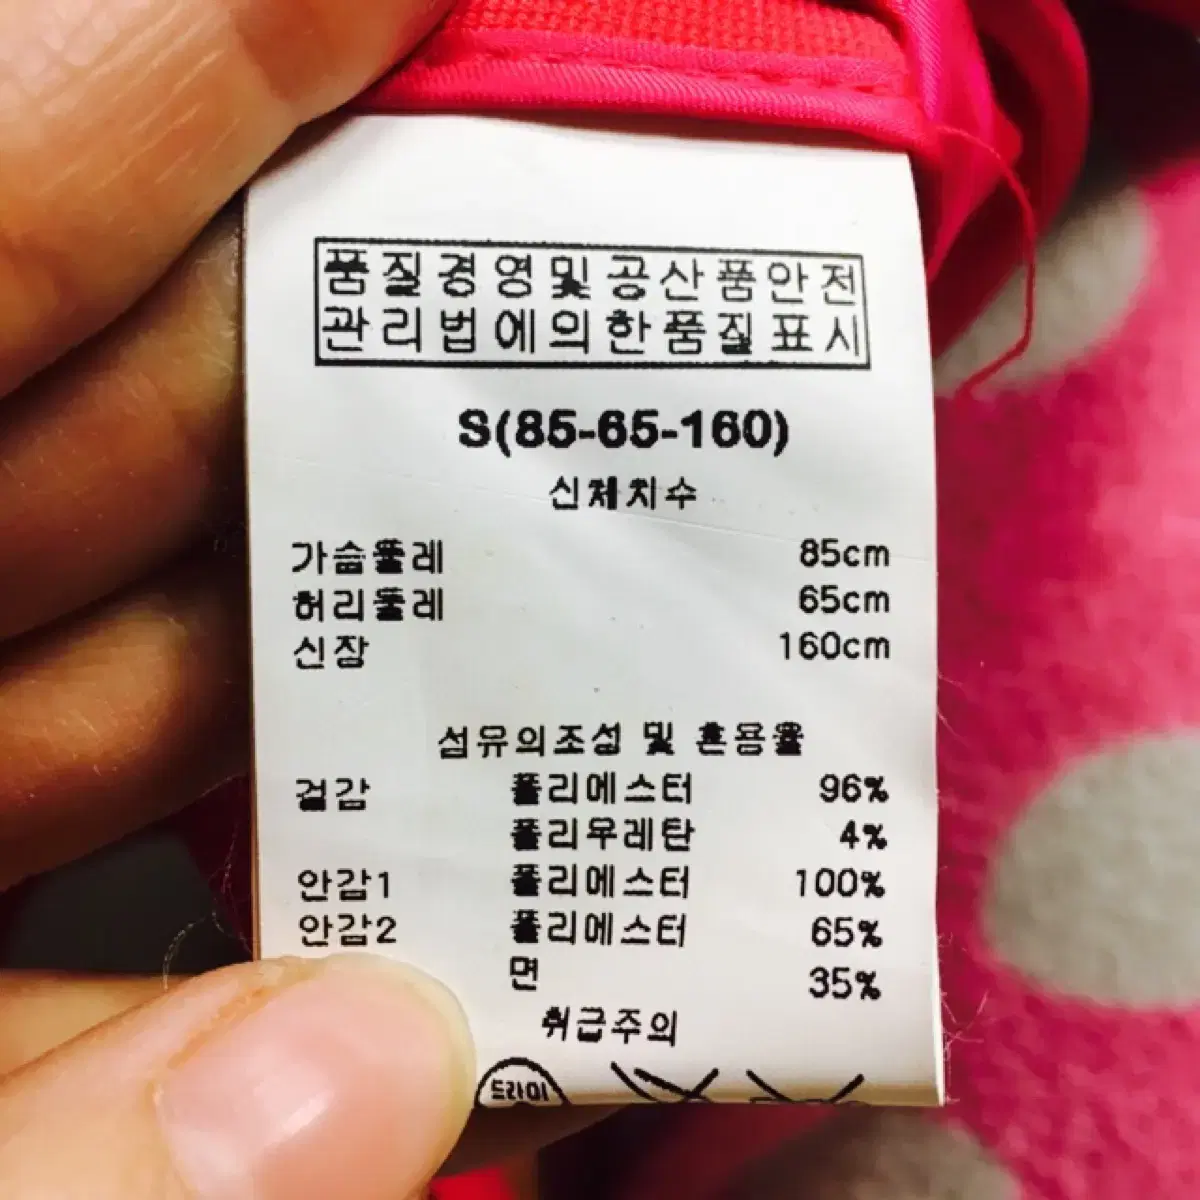 품질경영및공산품안전
관리법에의한품질표시
S(85-65-160)
신체치수
가슴둘레 85cm
허리둘레 65cm
신장 160cm
섬유의조성 및 혼용율
겉감 폴리에스터 96%
폴리우레탄 4%
안감1 폴리에스터 100%
안감2 폴리에스터 65%
면 35%
취급주의
드라이